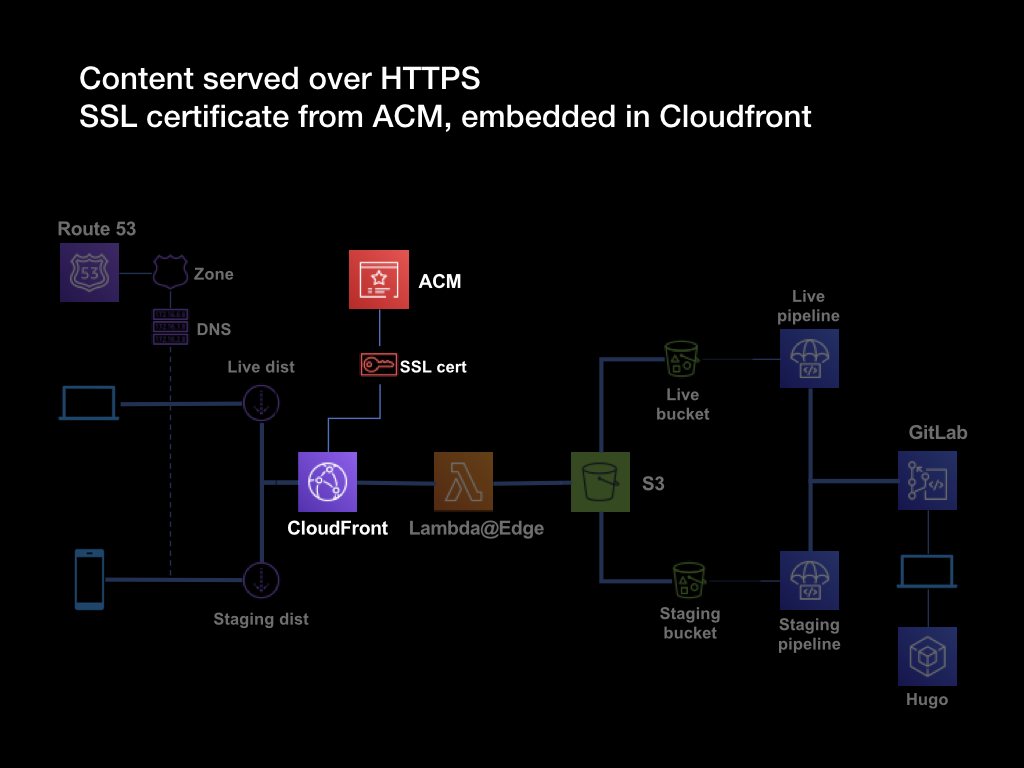 Content served over HTTPS
SSL certificate from ACM, embedded in Cloudfront
Route 53
53
Zone
DNS
ACM
SSL cert
Live dist
CloudFront
Lambda@Edge
Staging dist
S3
Live
bucket
Staging
bucket
Live
pipeline
Staging
pipeline
GitLab
Hugo